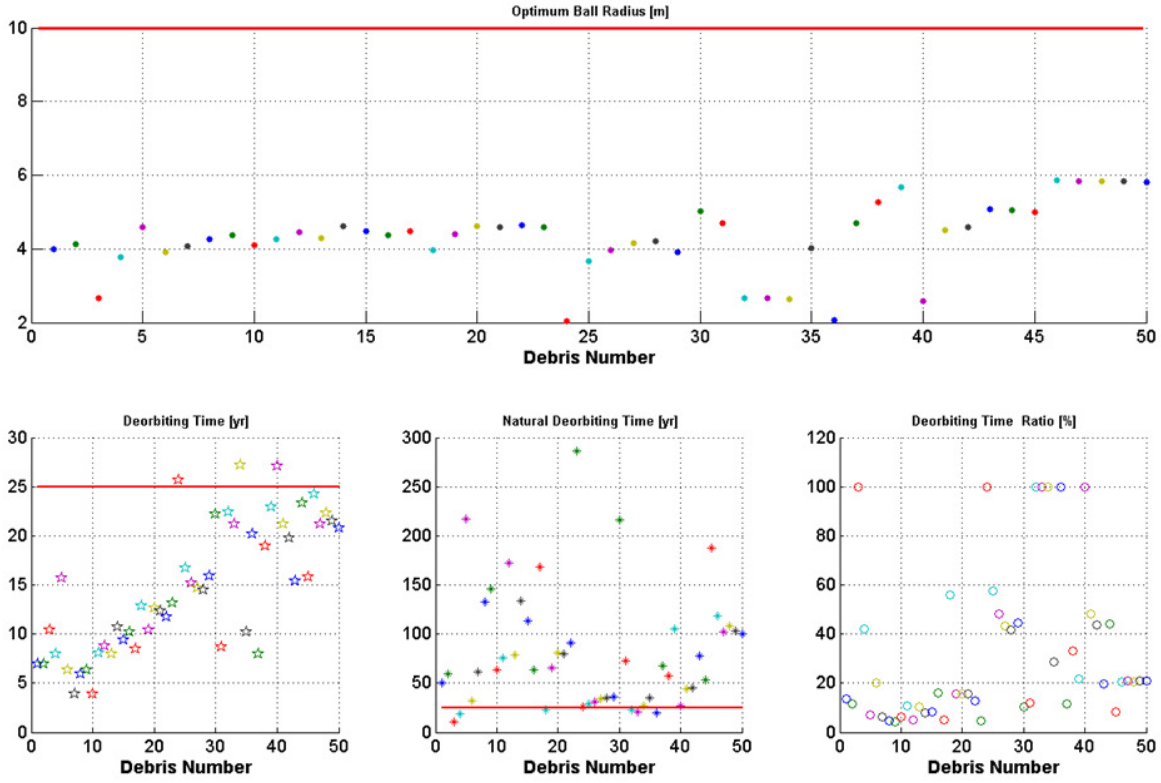 Optimum Ball Radius [m]
10
8
6
4
2
0 5 10 15 20 25 30 35 40 45 50
Debris Number
Deorbiting Time [yr]
30
25
20
15
10
5
0
0 10 20 30 40 50
Debris Number
Natural Deorbiting Time [yr]
300
250
200
150
100
50
0
0 10 20 30 40 50
Debris Number
Deorbiting Time Ratio [%]
120
100
80
60
40
20
0
0 10 20 30 40 50
Debris Number